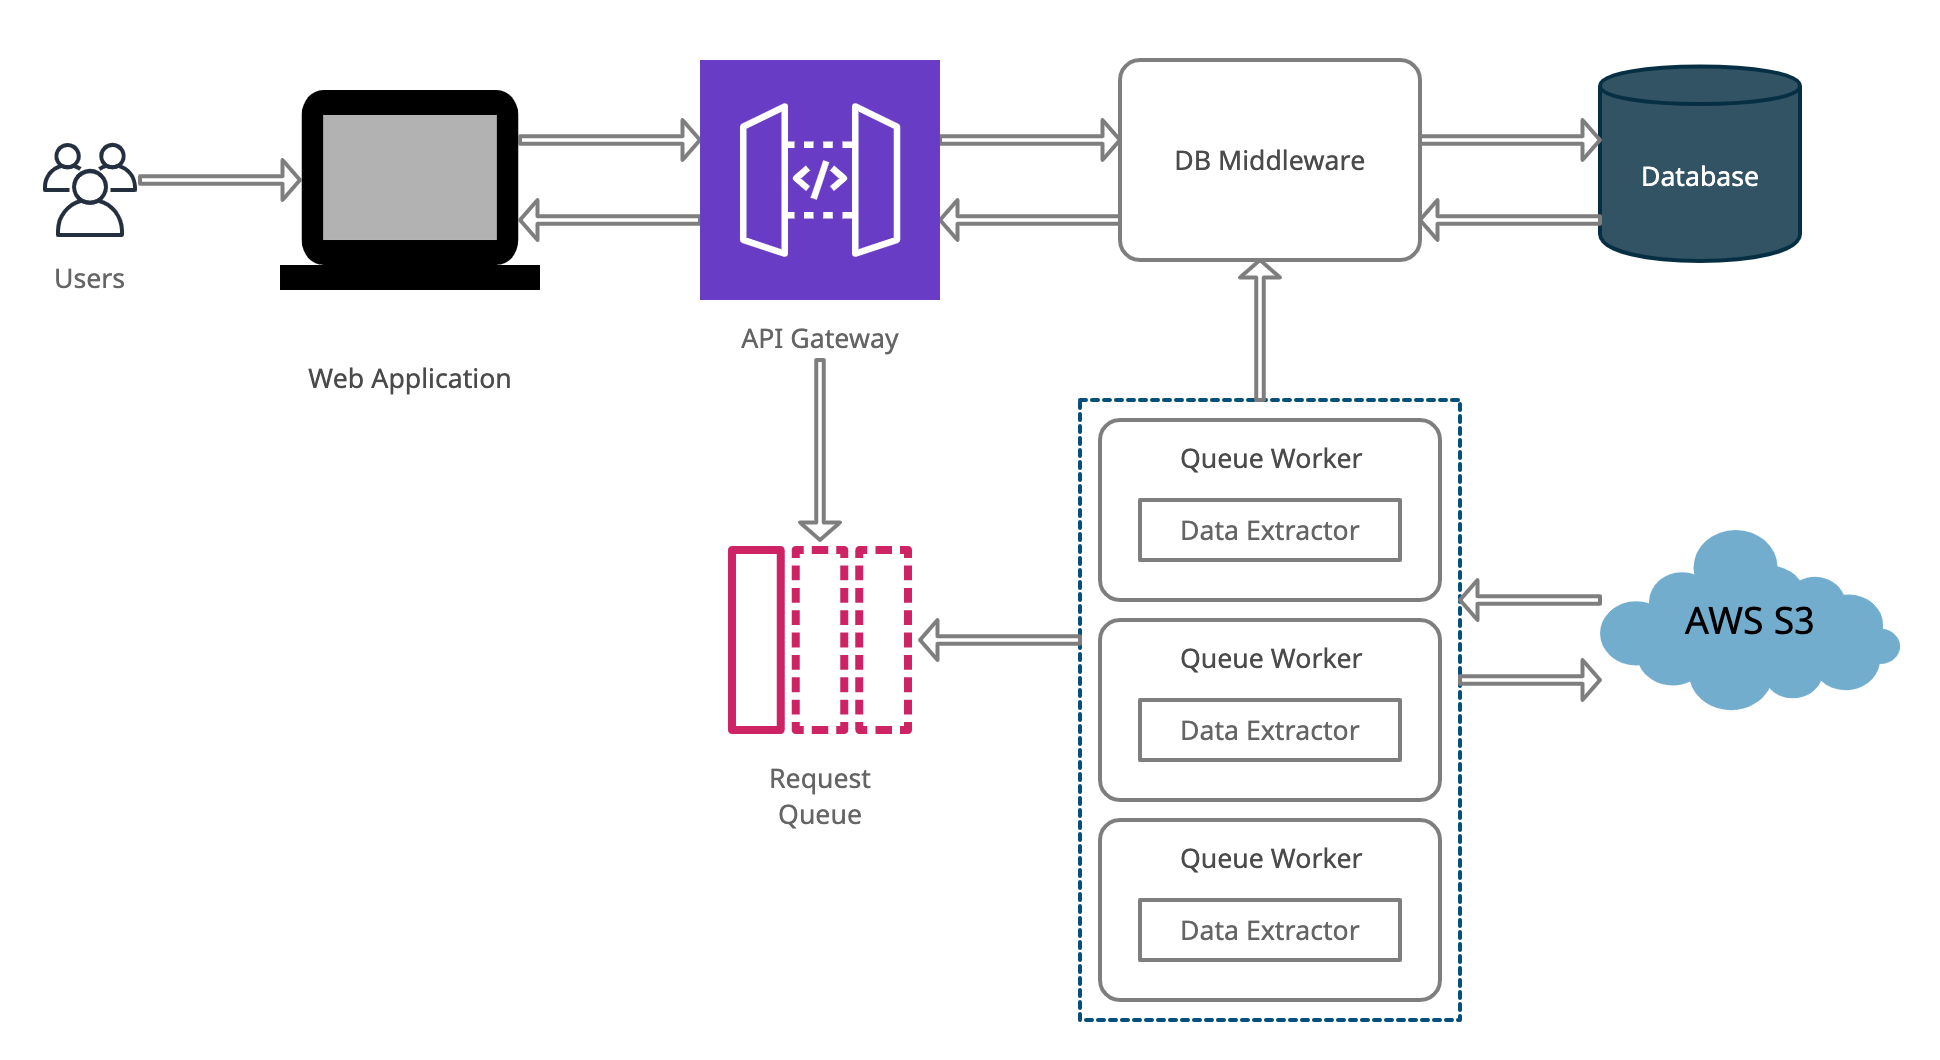 DB Middleware
Database
Users
API Gateway
Web Application
Queue Worker
Data Extractor
AWS S3
Queue Worker
Data Extractor
Request
Queue
Queue Worker
Data Extractor